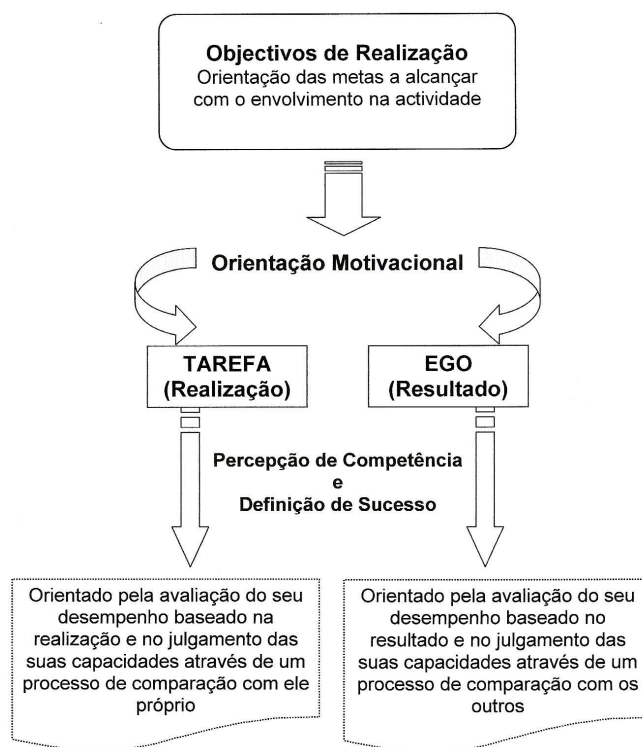 Objectivos de Realização
Orientação das metas a alcançar
com o envolvimento na actividade
Orientação Motivacional
TAREFA
(Realização)
EGO
(Resultado)
Percepção de Competência
e
Definição de Sucesso
Orientado pela avaliação do seu
desempenho baseado na
realização e no julgamento das
suas capacidades através de um
processo de comparação com ele
próprio
Orientado pela avaliação do seu
desempenho baseado no
resultado e no julgamento das
suas capacidades através de um
processo de comparação com os
outros